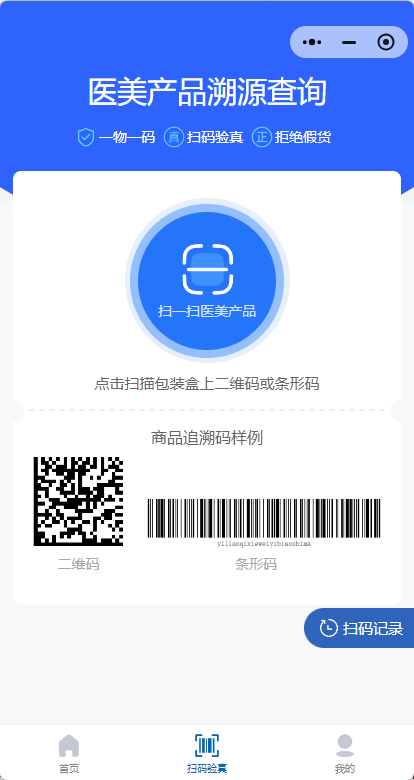 医美产品溯源查询
一物一码 真 扫码验真 正 拒绝假货
扫一扫医美产品
点击扫描包装盒上二维码或条形码
商品追溯码样例
yiliaoqixieweiyibiaoshima
二维码 条形码
扫码记录
首页 扫码验真 我的